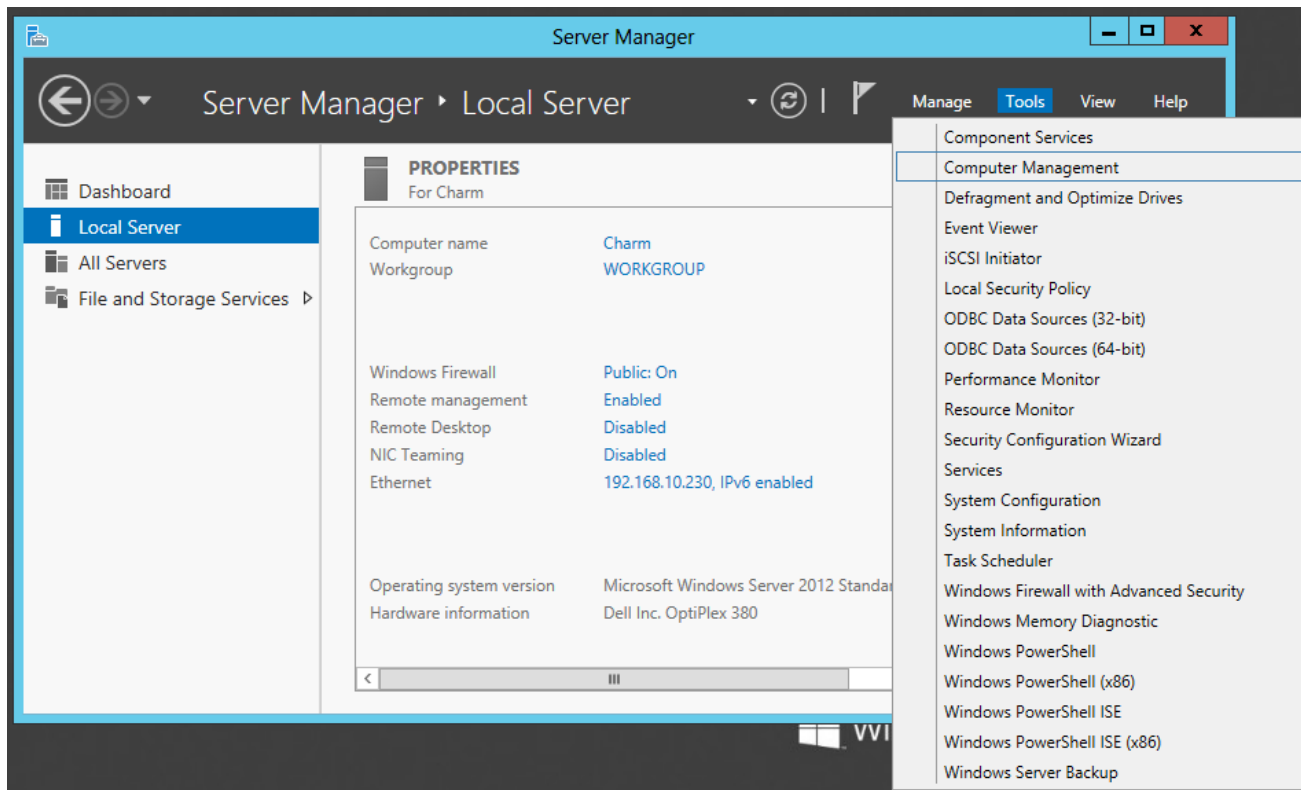 Server Manager
Server Manager ‣ Local Server
Manage Tools View Help
Dashboard
Local Server
All Servers
File and Storage Services
PROPERTIES
For Charm
Computer name Charm
Workgroup WORKGROUP
Windows Firewall Public: On
Remote management Enabled
Remote Desktop Disabled
NIC Teaming Disabled
Ethernet 192.168.10.230, IPv6 enabled
Operating system version Microsoft Windows Server 2012
Hardware information Dell Inc. OptiPlex 380
Component Services
Computer Management
Defragment and Optimize Drives
Event Viewer
iSCSI Initiator
Local Security Policy
ODBC Data Sources (32-bit)
ODBC Data Sources (64-bit)
Performance Monitor
Resource Monitor
Security Configuration Wizard
Services
System Configuration
System Information
Task Scheduler
Windows Firewall with Advanced Security
Windows Memory Diagnostic
Windows PowerShell
Windows PowerShell (x86)
Windows PowerShell ISE
Windows PowerShell ISE (x86)
Windows Server Backup